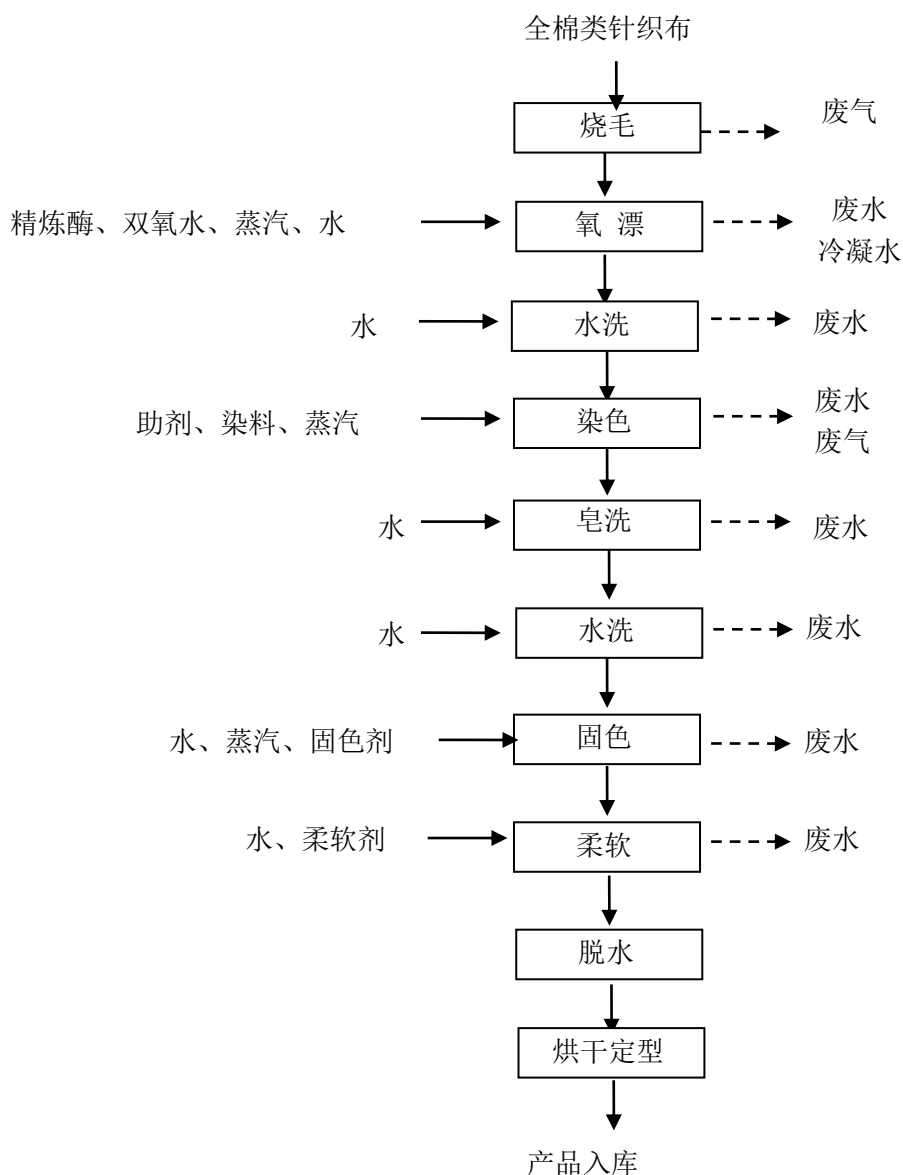 全棉类针织布
烧毛
废气
精炼酶、双氧水、蒸汽、水
氧 漂
废水
冷凝水
水
水洗
废水
助剂、染料、蒸汽
染色
废水
废气
水
皂洗
废水
水
水洗
废水
水、蒸汽、固色剂
固色
废水
水、柔软剂
柔软
废水
脱水
烘干定型
产品入库